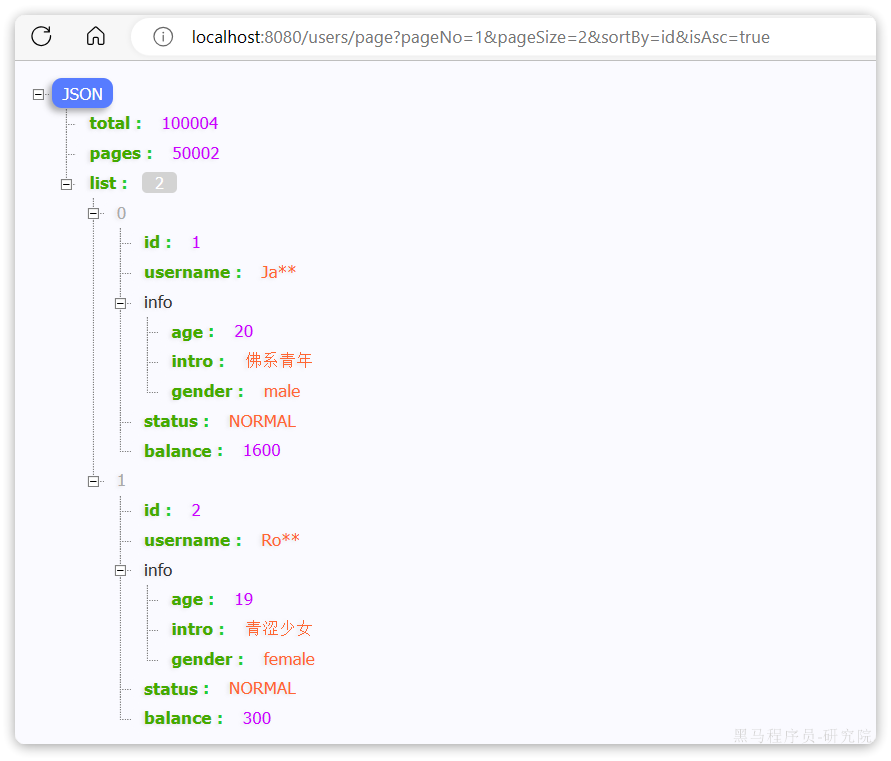 localhost:8080/users/page?pageNo=1&pageSize=2&sortBy=id&isAsc=true
JSON
total : 100004
pages : 50002
list : 2
0
id : 1
username : Ja**
info
age : 20
intro : 佛系青年
gender : male
status : NORMAL
balance : 1600
1
id : 2
username : Ro**
info
age : 19
intro : 青涩少女
gender : female
status : NORMAL
balance : 300
黑马程序员-研究院